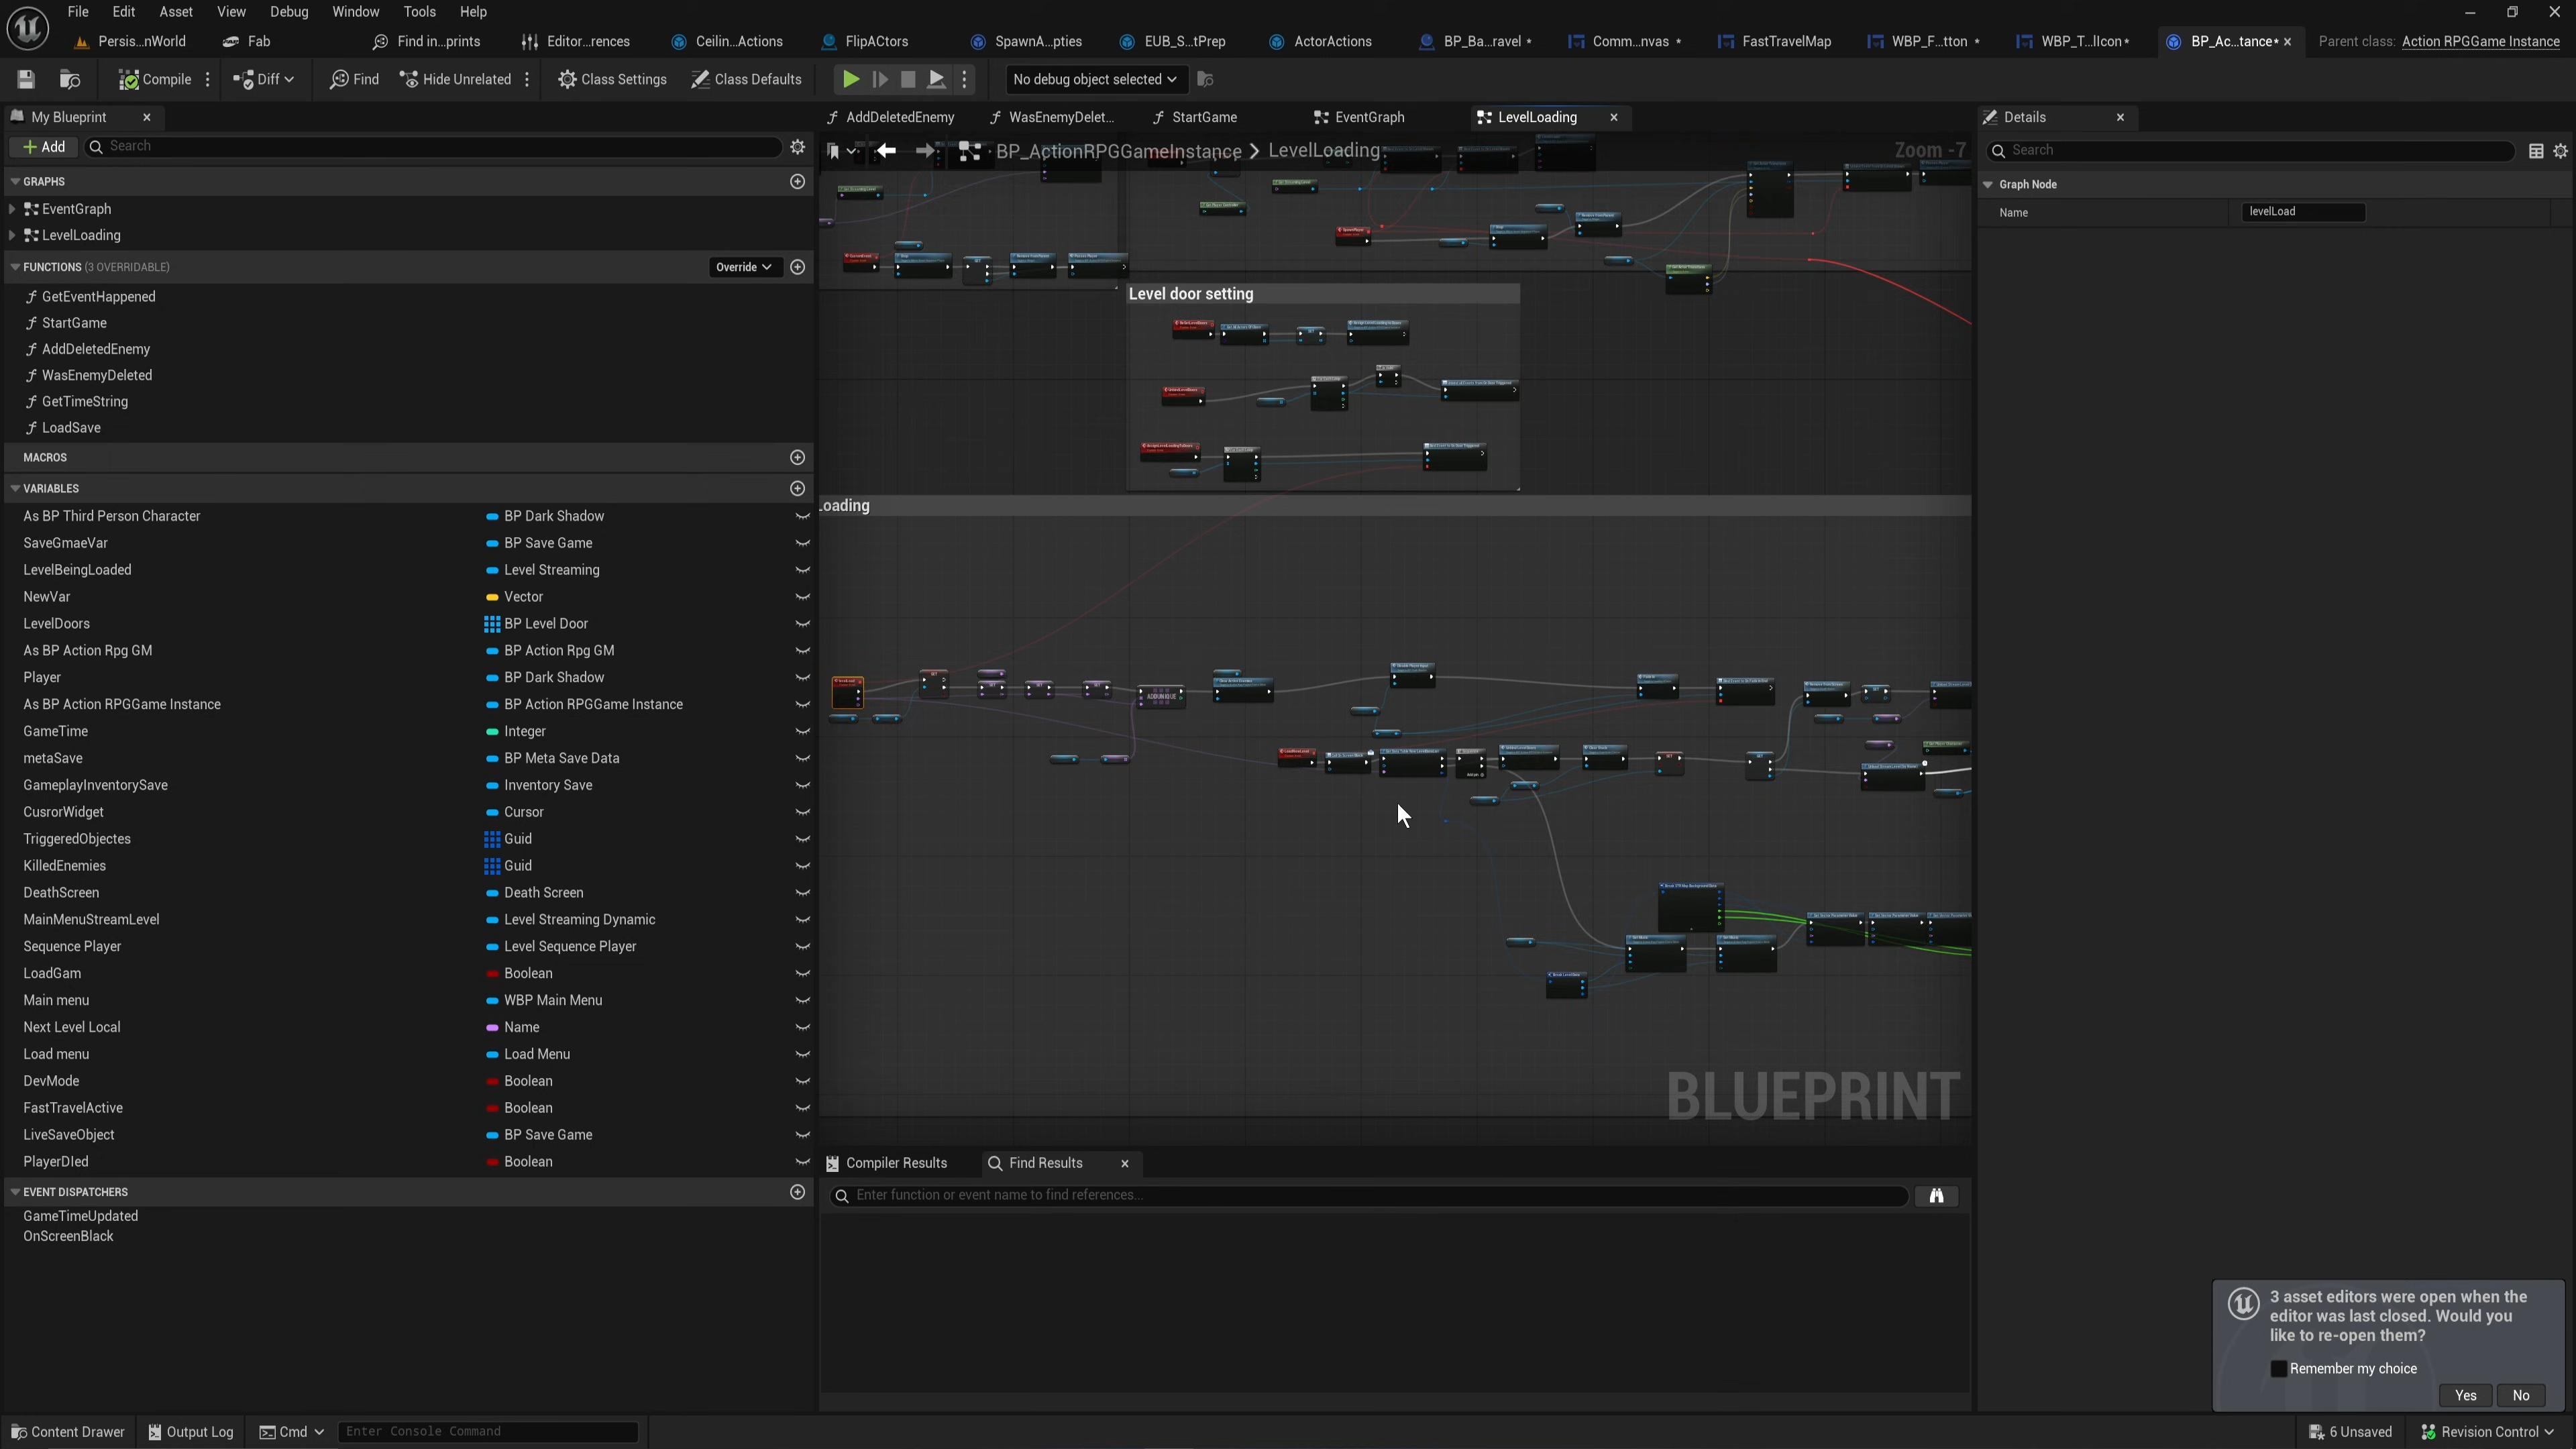 File Edit Asset View Debug Window Tools Help
Persis...nWorld Fab Find in...prints Editor...rences Ceilin...Actions FlipACtors SpawnA...pties EUB_S...tPrep ActorActions BP_Ba...ravel * Comm...nvas * FastTravelMap WBP_F...tton * WBP_T...lIcon* BP_Ac...tance* Parent class: Action RPGGame Instance
Compile Diff Find Hide Unrelated Class Settings Class Defaults No debug object selected
My Blueprint
Add Search
GRAPHS
EventGraph
LevelLoading
FUNCTIONS (3 OVERRIDABLE) Override
GetEventHappened
StartGame
AddDeletedEnemy
WasEnemyDeleted
GetTimeString
LoadSave
MACROS
VARIABLES
As BP Third Person Character BP Dark Shadow
SaveGmaeVar BP Save Game
LevelBeingLoaded Level Streaming
NewVar Vector
LevelDoors BP Level Door
As BP Action Rpg GM BP Action Rpg GM
Player BP Dark Shadow
As BP Action RPGGame Instance BP Action RPGGame Instance
GameTime Integer
metaSave BP Meta Save Data
GameplayInventorySave Inventory Save
CusrorWidget Cursor
TriggeredObjectes Guid
KilledEnemies Guid
DeathScreen Death Screen
MainMenuStreamLevel Level Streaming Dynamic
Sequence Player Level Sequence Player
LoadGam Boolean
Main menu WBP Main Menu
Next Level Local Name
Load menu Load Menu
DevMode Boolean
FastTravelActive Boolean
LiveSaveObject BP Save Game
PlayerDIed Boolean
EVENT DISPATCHERS
GameTimeUpdated
OnScreenBlack
AddDeletedEnemy WasEnemyDelet... StartGame EventGraph LevelLoading
BP_ActionRPGGameInstance > LevelLoading Zoom -7
Level door setting
Loading
ADDUNIQUE
BLUEPRINT
Compiler Results Find Results
Enter function or event name to find references...
Details
Search
Graph Node
Name levelLoad
3 asset editors were open when the
editor was last closed. Would you
like to re-open them?
Remember my choice
Yes No
Content Drawer Output Log Cmd Enter Console Command 6 Unsaved Revision Control